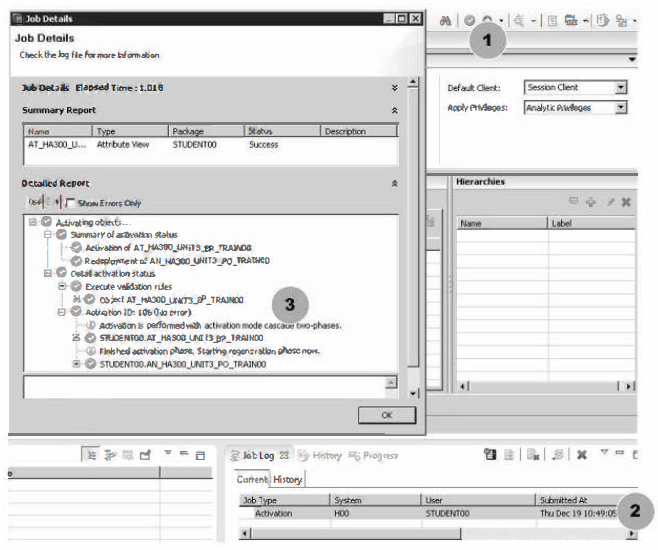 Job Details
Job Details
Check the log file for more information
Job Details Elapsed Time : 1.018
Summary Report
Name Type Package Status Description
AT_HA300_U... Attribute View STUDENT00 Success
Detailed Report
Show Errors Only
Activating objects...
Summary of activation status
Activation of AT_HA300_UNIT3_BP_TRAIN00
Redeployment of AN_HA300_UNIT3_PO_TRAIN00
Detail activation status
Execute validation rules
Object AT_HA300_UNIT3_BP_TRAIN00
Activation ID: 106 (No error)
Activation is performed with activation mode cascade two-phases.
STUDENT00.AT_HA300_UNIT3_BP_TRAIN00
Finished activation phase. Starting regeneration phase now.
STUDENT00.AN_HA300_UNIT3_PO_TRAIN00
OK
1
Default Client: Session Client
Apply Privileges: Analytic Privileges
Hierarchies
Name Label
3
Job Log History Progress
Current History
Job Type System User Submitted At
Activation H00 STUDENT00 Thu Dec 19 10:49:05
2